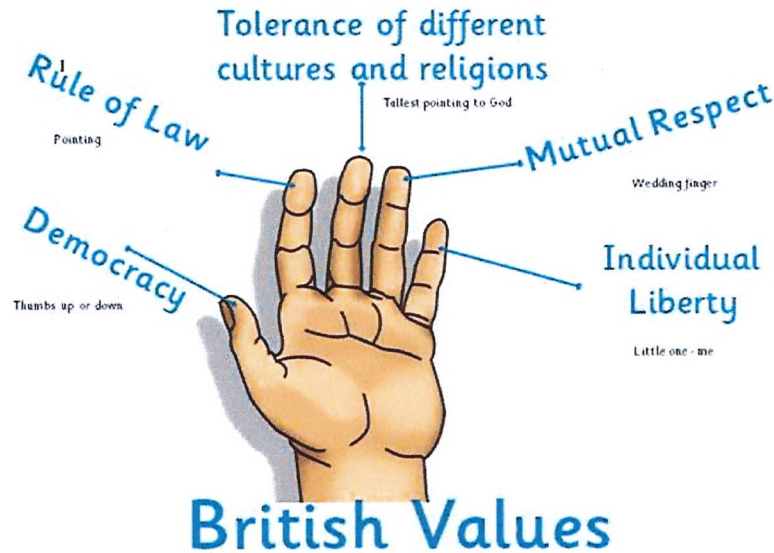 Tolerance of different
cultures and religions
Tallest pointing to God
Rule of Law
Pointing
Mutual Respect
Wedding finger
Democracy
Thumbs up or down
Individual
Liberty
Little one - me
British Values